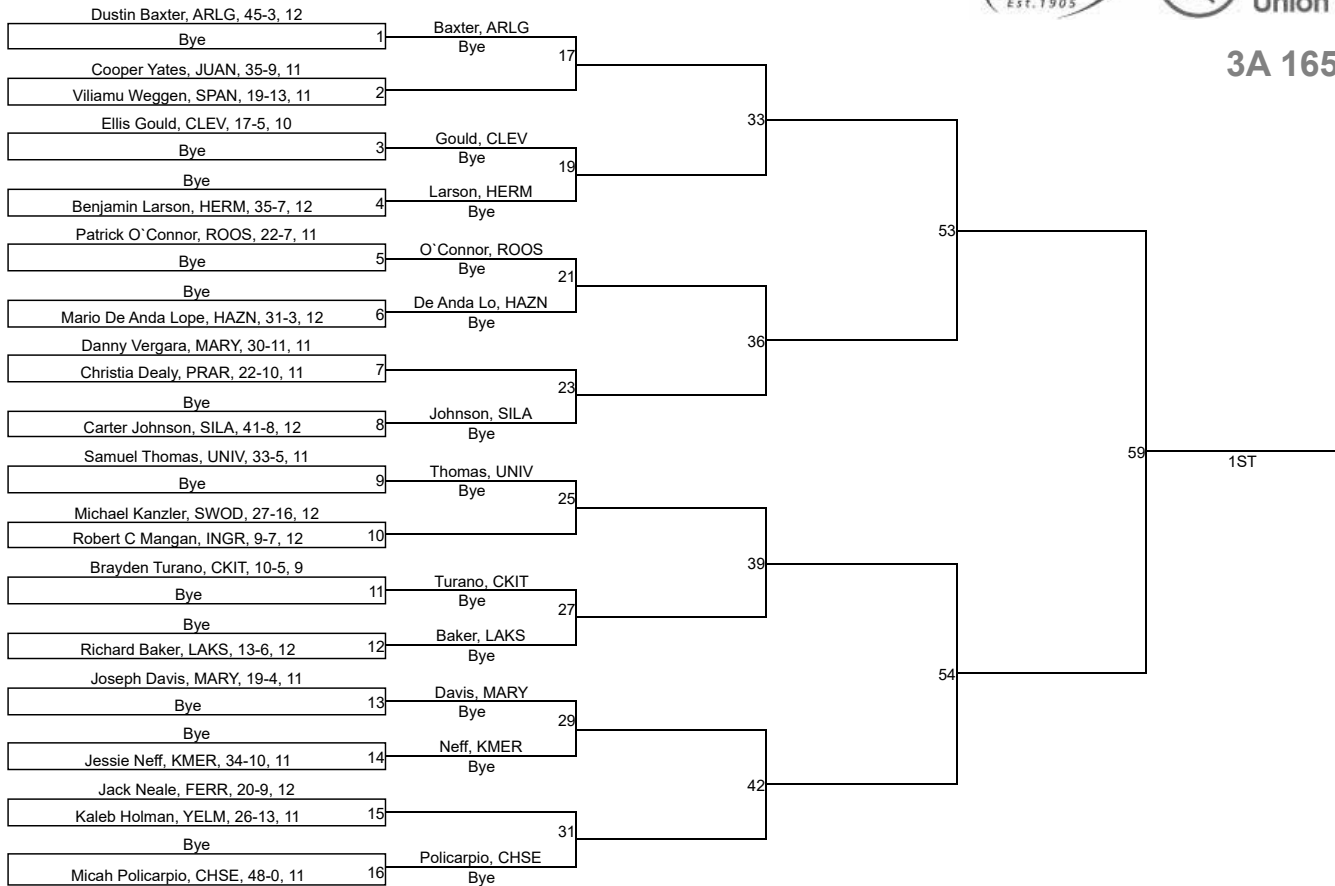 Est. 1905
Union
3A 165
Dustin Baxter, ARLG, 45-3, 12
Bye
1
Baxter, ARLG
Bye
17
Cooper Yates, JUAN, 35-9, 11
Viliamu Weggen, SPAN, 19-13, 11
2
33
Ellis Gould, CLEV, 17-5, 10
Bye
3
Gould, CLEV
Bye
19
Bye
Benjamin Larson, HERM, 35-7, 12
4
Larson, HERM
Bye
53
Patrick O`Connor, ROOS, 22-7, 11
Bye
5
O`Connor, ROOS
Bye
21
Bye
Mario De Anda Lope, HAZN, 31-3, 12
6
De Anda Lo, HAZN
Bye
36
Danny Vergara, MARY, 30-11, 11
Christia Dealy, PRAR, 22-10, 11
7
23
Bye
Carter Johnson, SILA, 41-8, 12
8
Johnson, SILA
Bye
59
1ST
Samuel Thomas, UNIV, 33-5, 11
Bye
9
Thomas, UNIV
Bye
25
Michael Kanzler, SWOD, 27-16, 12
Robert C Mangan, INGR, 9-7, 12
10
39
Brayden Turano, CKIT, 10-5, 9
Bye
11
Turano, CKIT
Bye
27
Bye
Richard Baker, LAKS, 13-6, 12
12
Baker, LAKS
Bye
54
Joseph Davis, MARY, 19-4, 11
Bye
13
Davis, MARY
Bye
29
Bye
Jessie Neff, KMER, 34-10, 11
14
Neff, KMER
Bye
42
Jack Neale, FERR, 20-9, 12
Kaleb Holman, YELM, 26-13, 11
15
31
Bye
Micah Policarpio, CHSE, 48-0, 11
16
Policarpio, CHSE
Bye